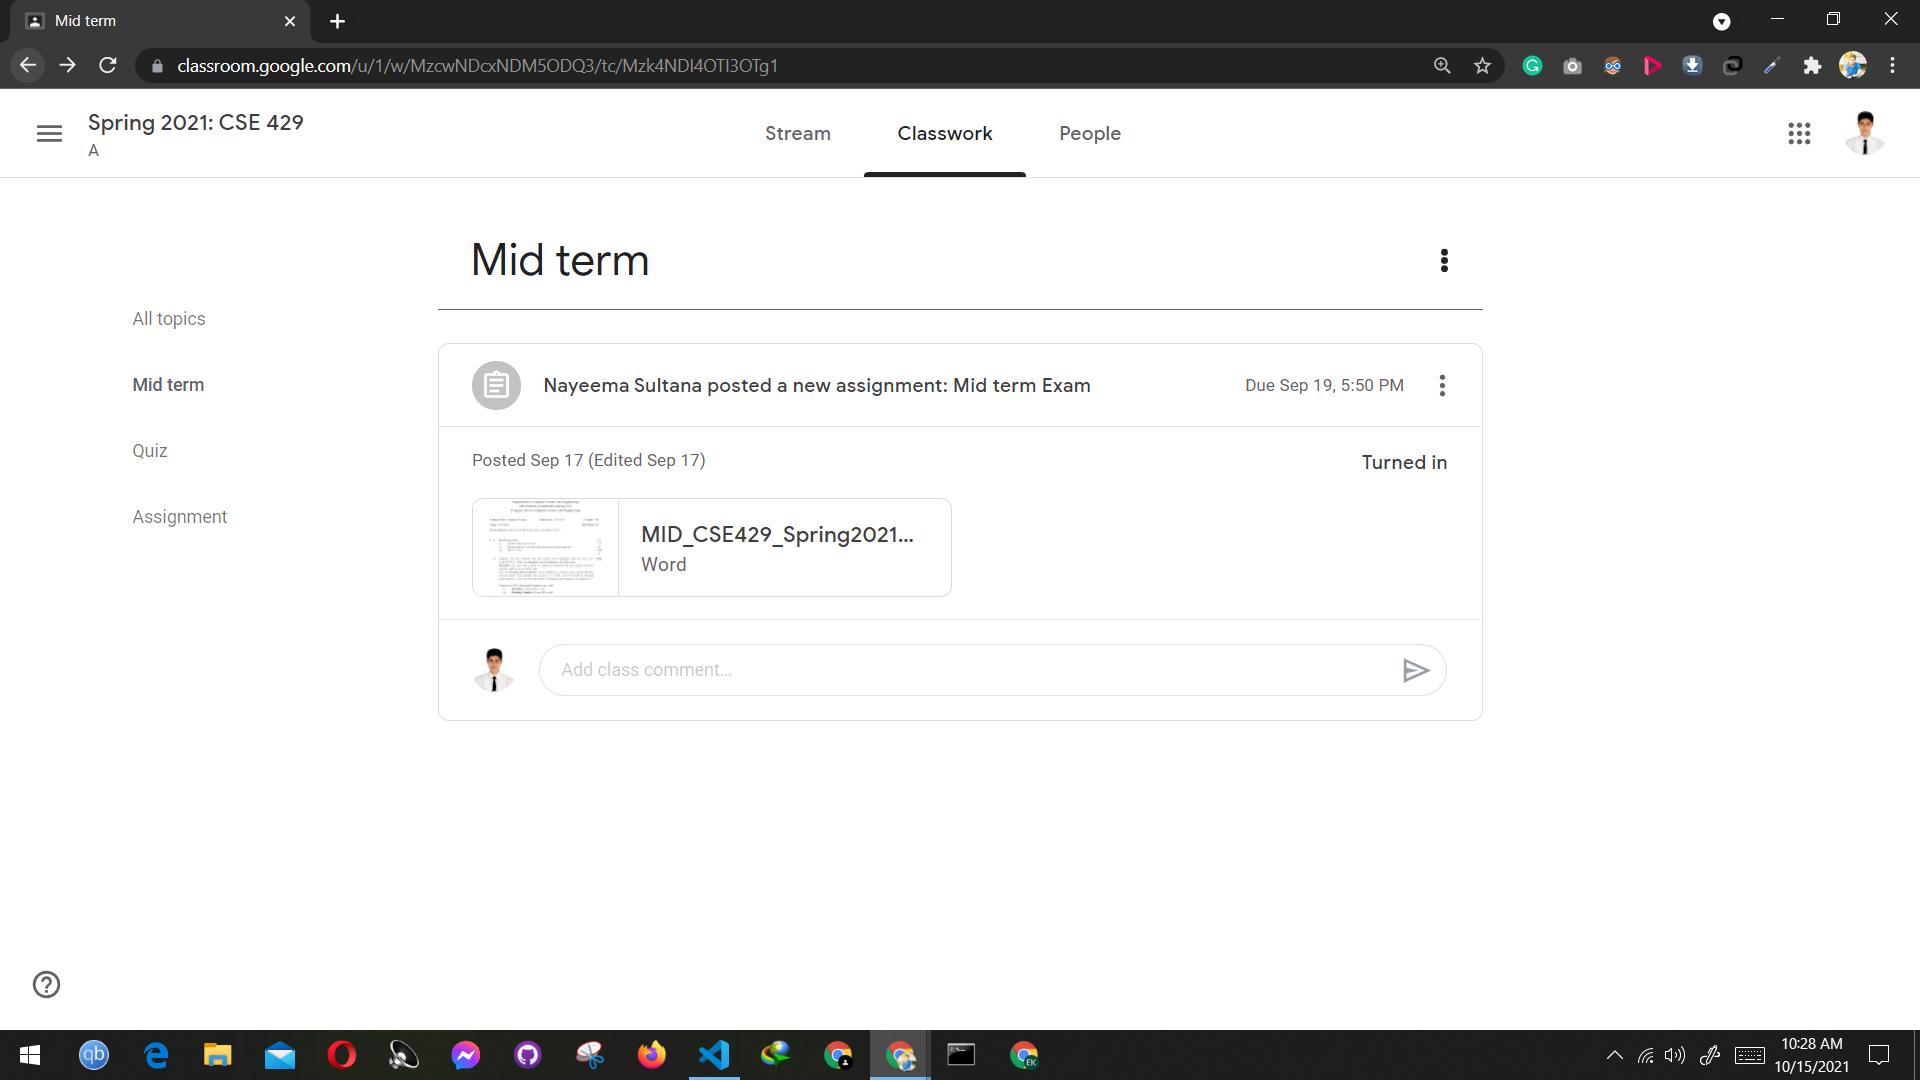 Mid term
classroom.google.com/u/1/w/MzcwNDcxNDM5ODQ3/tc/Mzk4NDI4OTI3OTg1
Spring 2021: CSE 429
A
Stream
Classwork
People
Mid term
All topics
Mid term
Quiz
Assignment
Nayeema Sultana posted a new assignment: Mid term Exam
Due Sep 19, 5:50 PM
Posted Sep 17 (Edited Sep 17)
Turned in
MID_CSE429_Spring2021...
Word
Add class comment...
qb
EK
10:28 AM
10/15/2021